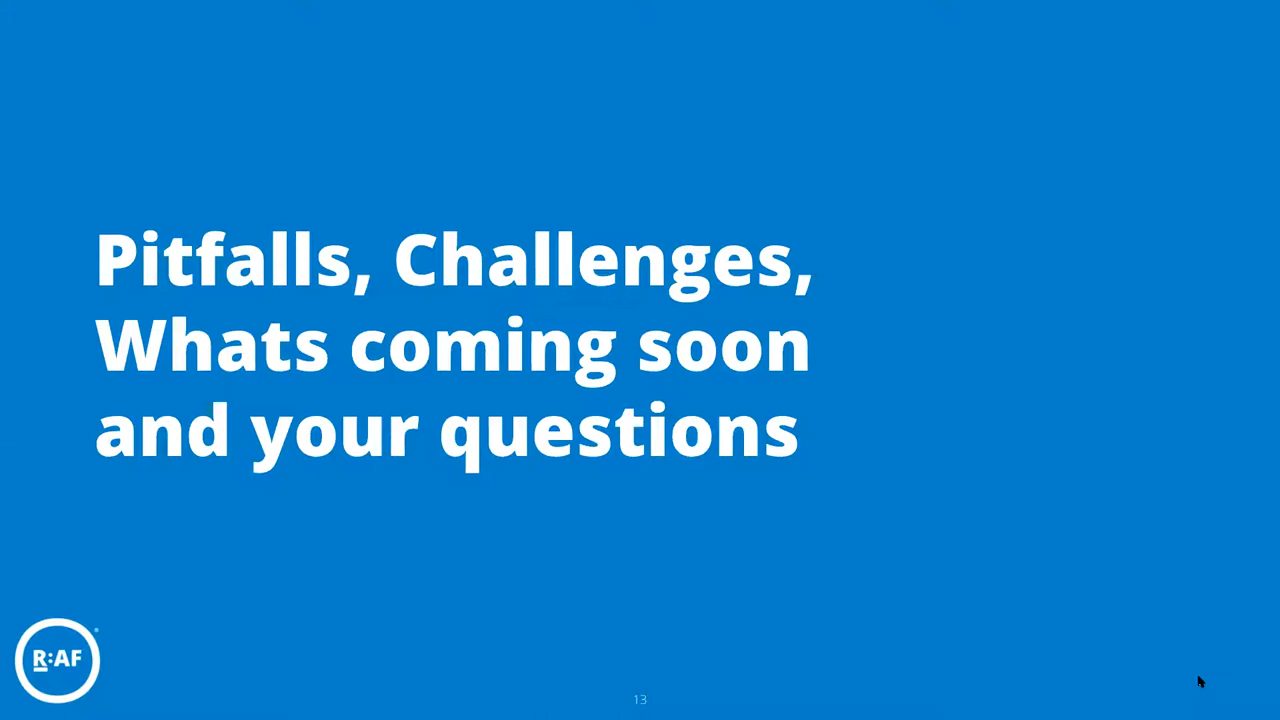 Pitfalls, Challenges,
Whats coming soon
and your questions
R:AF
13